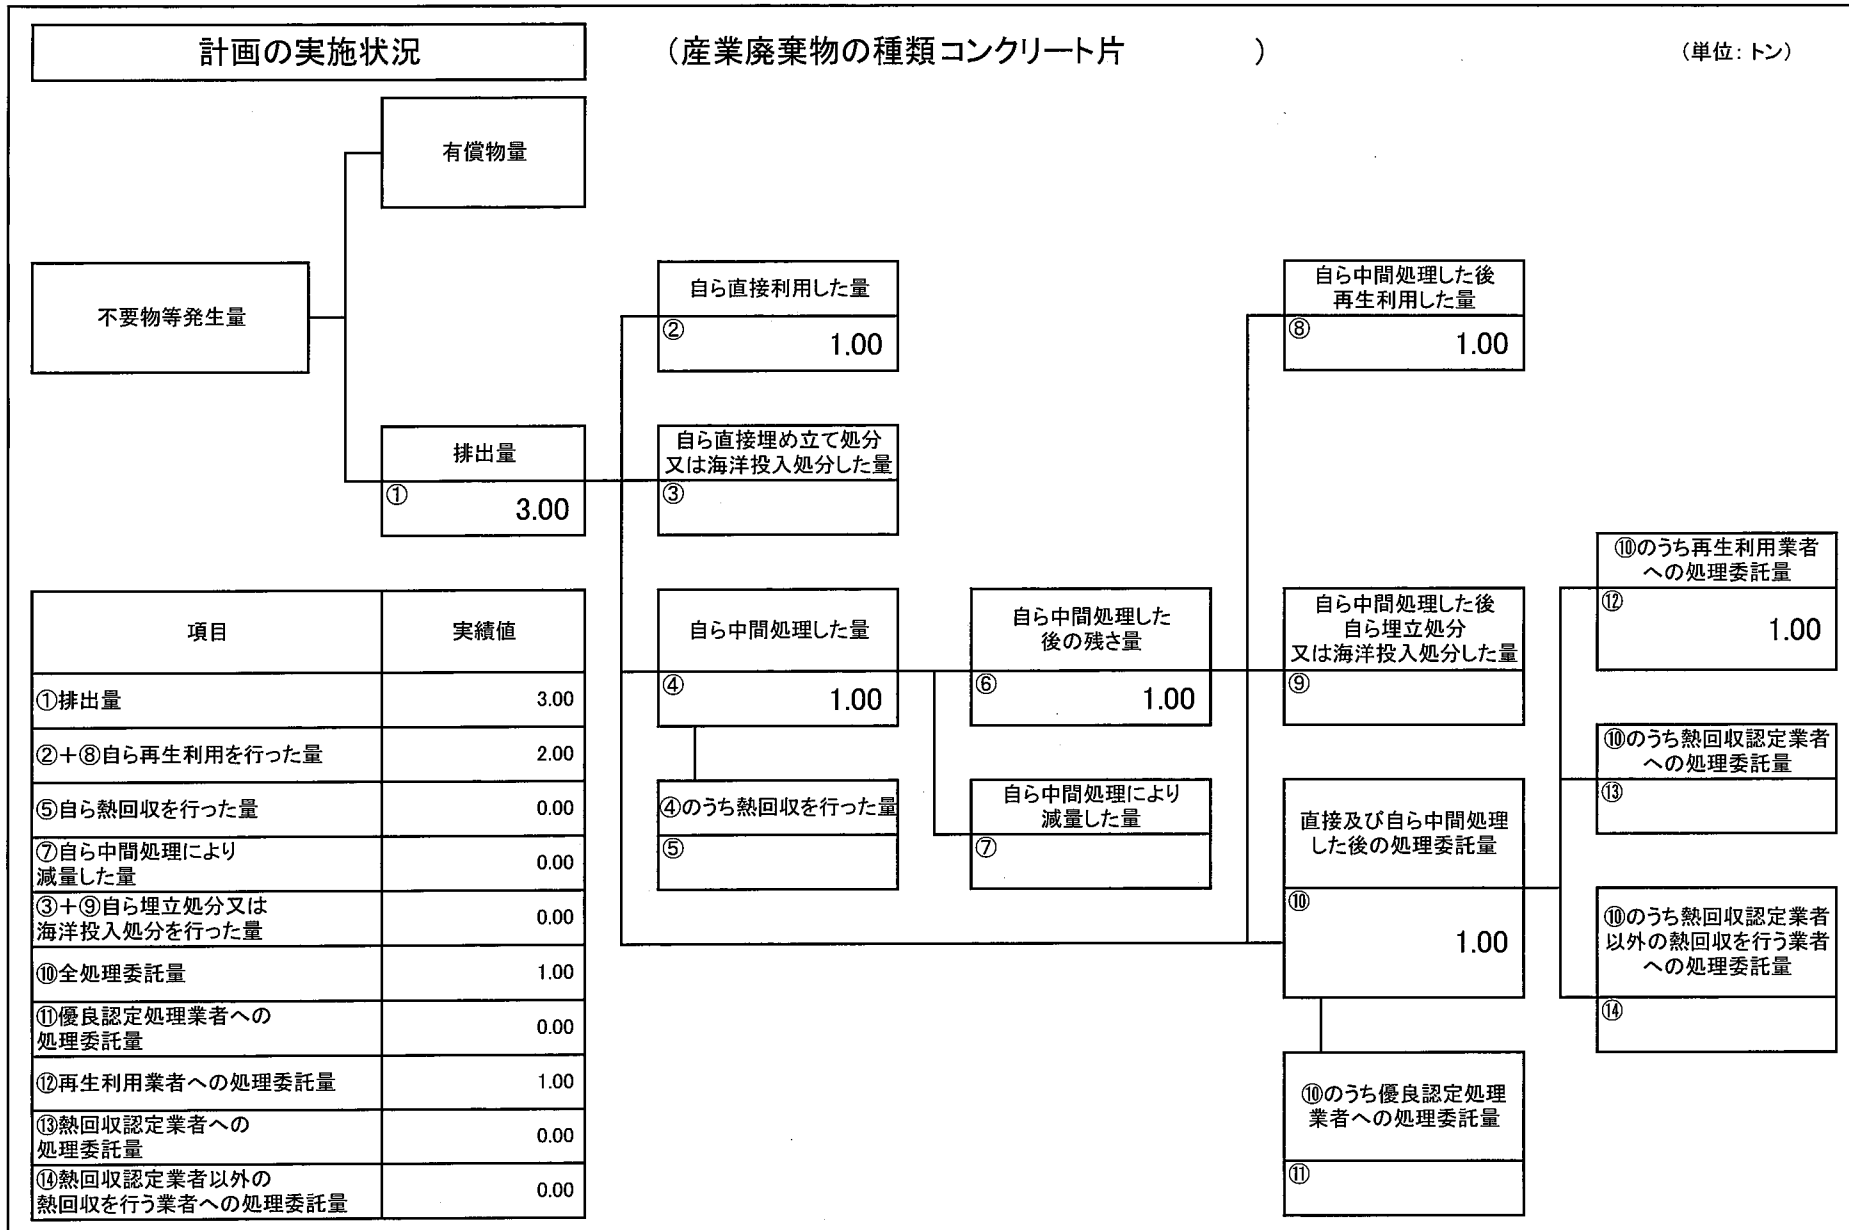 計画の実施状況
(産業廃棄物の種類コンクリート片 )
(単位:トン)
有償物量
不要物等発生量
自ら直接利用した量
② 1.00
自ら中間処理した後
再生利用した量
⑧ 1.00
排出量
① 3.00
自ら直接埋め立て処分
又は海洋投入処分した量
③
⑩のうち再生利用業者
への処理委託量
⑫ 1.00
自ら中間処理した量
④ 1.00
自ら中間処理した
後の残さ量
⑥ 1.00
自ら中間処理した後
自ら埋立処分
又は海洋投入処分した量
⑨
⑩のうち熱回収認定業者
への処理委託量
⑬
④のうち熱回収を行った量
⑤
自ら中間処理により
減量した量
⑦
直接及び自ら中間処理
した後の処理委託量
⑩ 1.00
⑩のうち熱回収認定業者
以外の熱回収を行う業者
への処理委託量
⑭
⑩のうち優良認定処理
業者への処理委託量
⑪
項目 実績値
①排出量 3.00
②+⑧自ら再生利用を行った量 2.00
⑤自ら熱回収を行った量 0.00
⑦自ら中間処理により
減量した量 0.00
③+⑨自ら埋立処分又は
海洋投入処分を行った量 0.00
⑩全処理委託量 1.00
⑪優良認定処理業者への
処理委託量 0.00
⑫再生利用業者への処理委託量 1.00
⑬熱回収認定業者への
処理委託量 0.00
⑭熱回収認定業者以外の
熱回収を行う業者への処理委託量 0.00